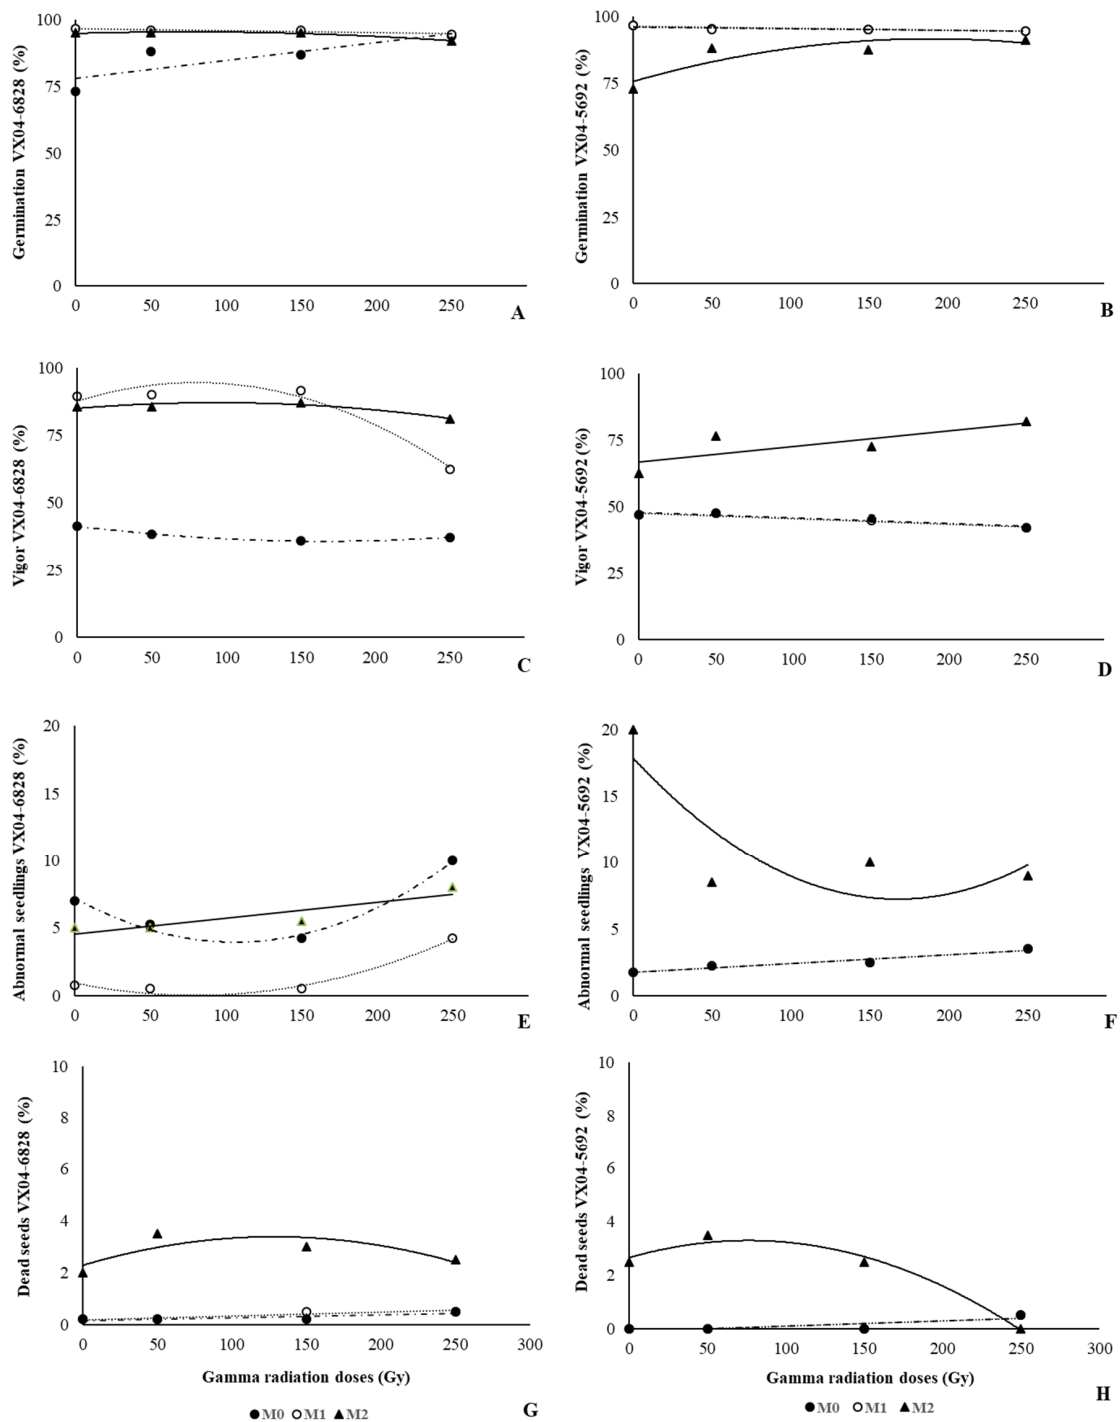 Germination VX04-6828 (%)
100
75
50
25
0
0 50 100 150 200 250
A
Germination VX04-5692 (%)
100
75
50
25
0
0 50 100 150 200 250
B
Vigor VX04-6828 (%)
100
75
50
25
0
0 50 100 150 200 250
C
Vigor VX04-5692 (%)
100
75
50
25
0
0 50 100 150 200 250
D
Abnormal seedlings VX04-6828 (%)
20
15
10
5
0
0 50 100 150 200 250
E
Abnormal seedlings VX04-5692 (%)
20
15
10
5
0
0 50 100 150 200 250
F
Dead seeds VX04-6828 (%)
10
8
6
4
2
0
0 50 100 150 200 250 300
Gamma radiation doses (Gy)
M0 M1 M2
G
Dead seeds VX04-5692 (%)
10
8
6
4
2
0
0 50 100 150 200 250 300
Gamma radiation doses (Gy)
M0 M1 M2
H